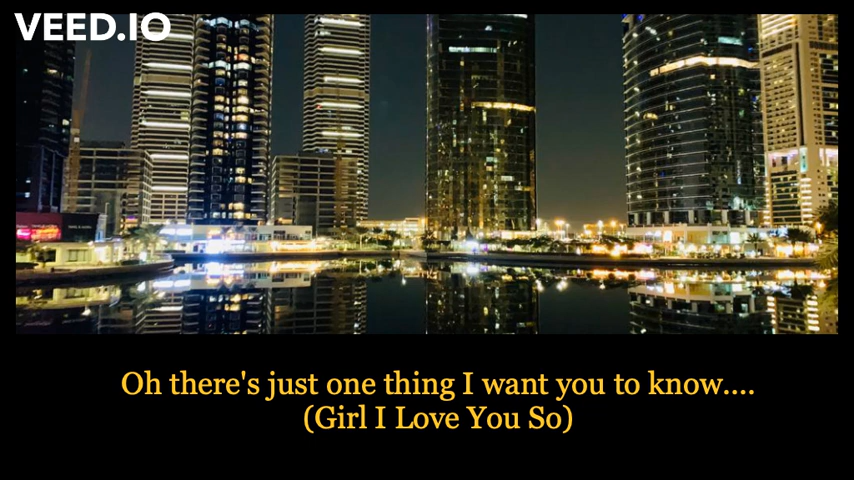 VEED.IO
Oh there's just one thing I want you to know....
(Girl I Love You So)